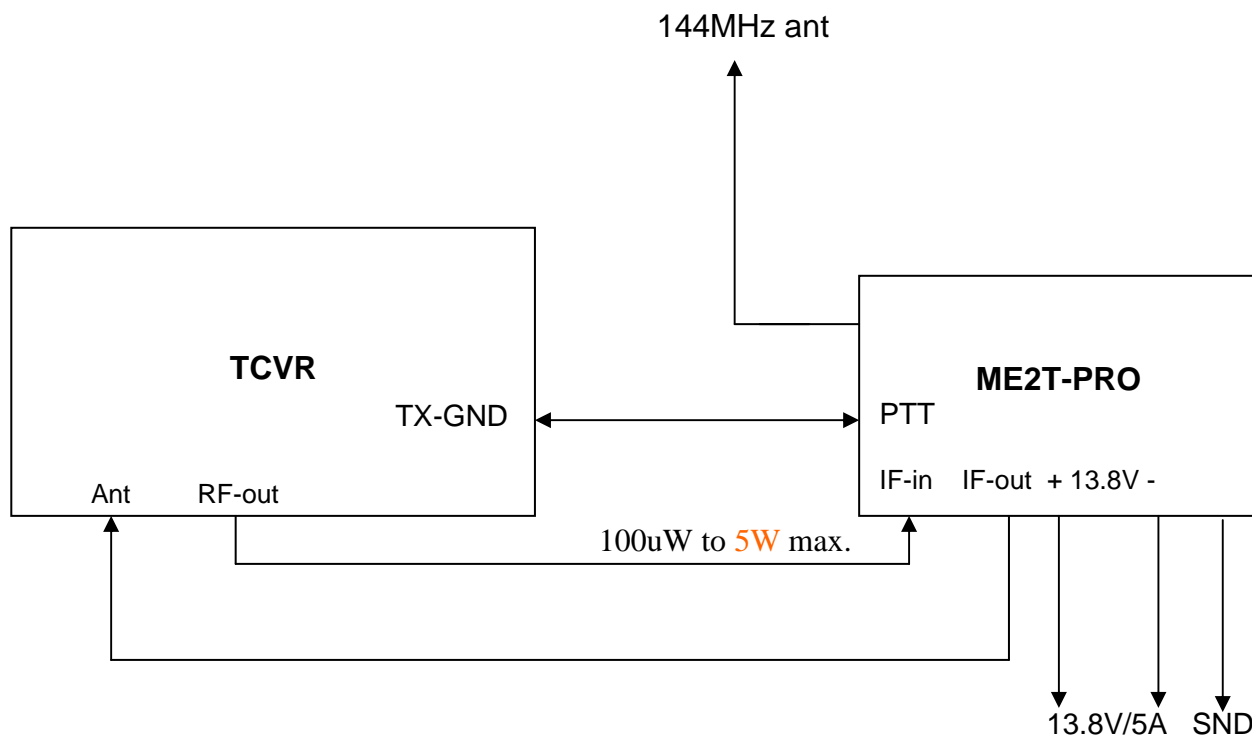 144MHz ant
TCVR
ME2T-PRO
TX-GND
PTT
Ant
RF-out
IF-in
IF-out
+ 13.8V -
100uW to 5W max.
13.8V/5A
SND